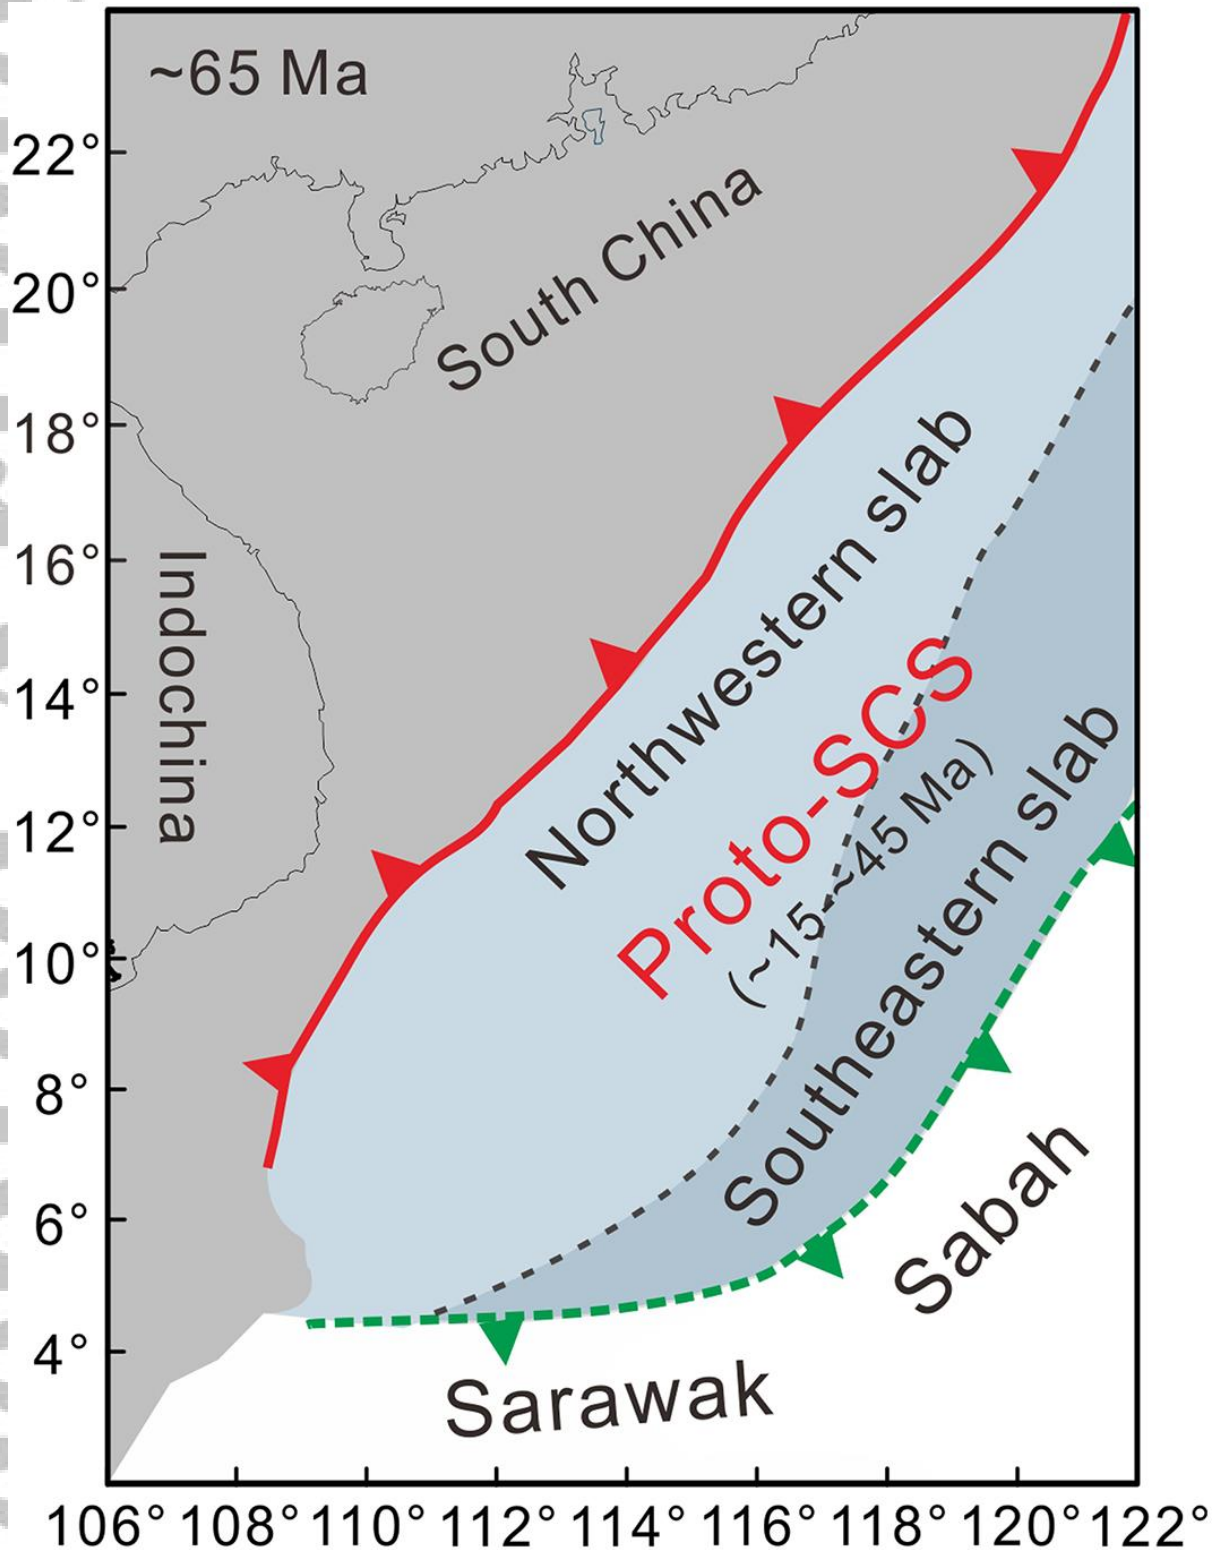 ~65 Ma
22°
20°
18°
16°
14°
12°
10°
8°
6°
4°
South China
Indochina
Northwestern slab
Proto-SCS
(~15-~45 Ma)
Southeastern slab
Sabah
Sarawak
106° 108° 110° 112° 114° 116° 118° 120° 122°